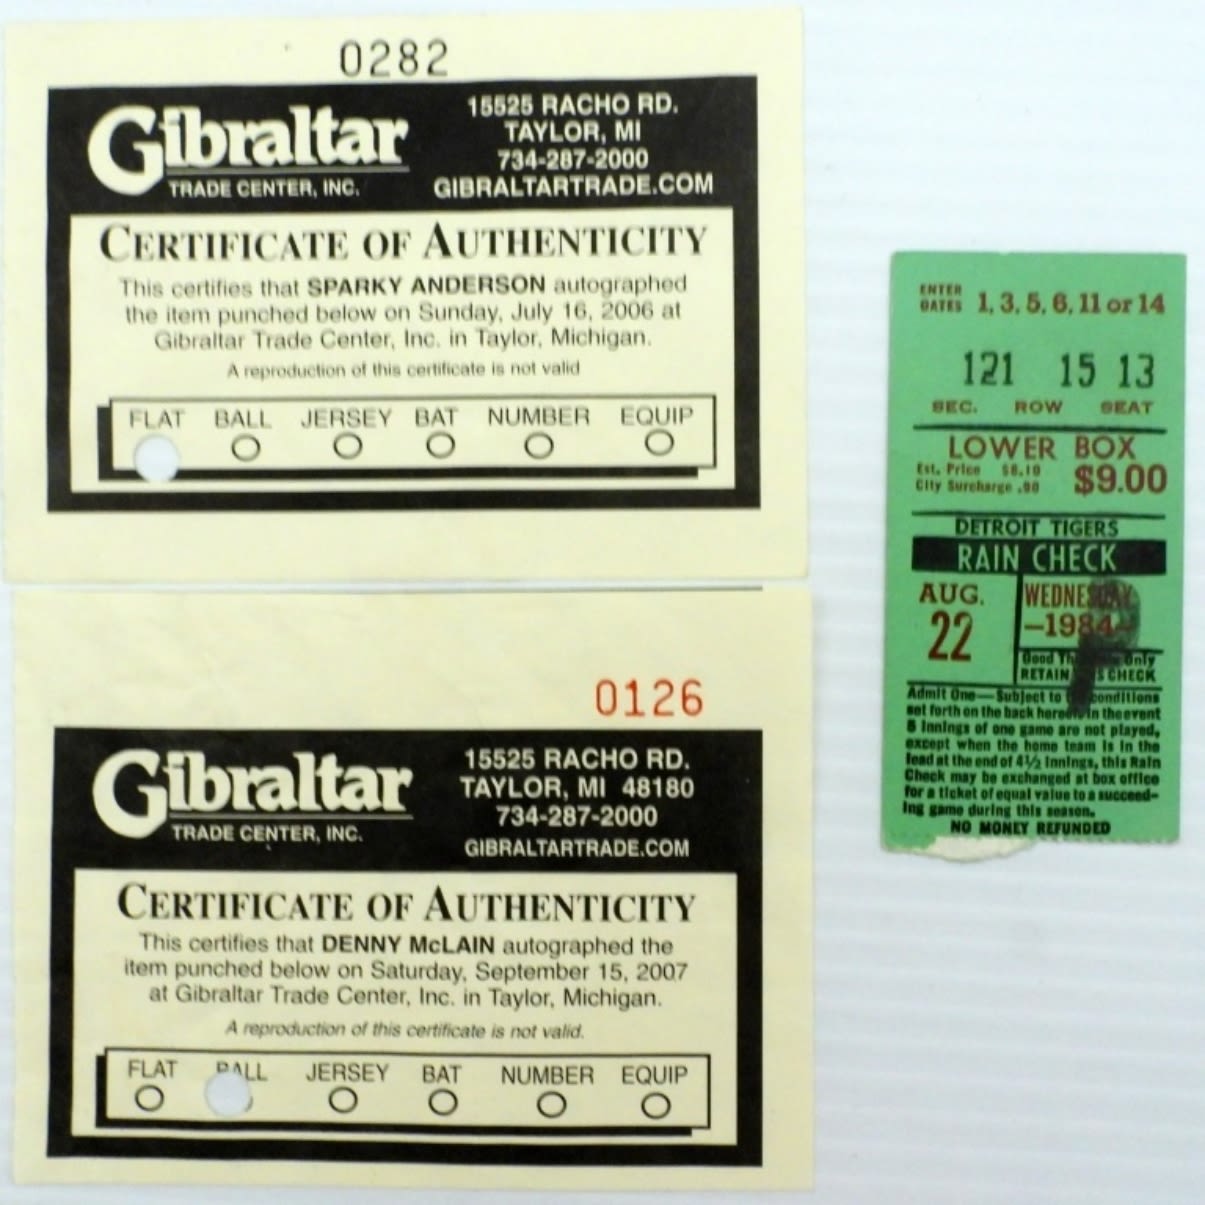 0282
Gibraltar
TRADE CENTER, INC.
15525 RACHO RD.
TAYLOR, MI
734-287-2000
GIBRALTARTRADE.COM
CERTIFICATE OF AUTHENTICITY
This certifies that SPARKY ANDERSON autographed
the item punched below on Sunday, July 16, 2006 at
Gibraltar Trade Center, Inc. in Taylor, Michigan.
A reproduction of this certificate is not valid
FLAT BALL JERSEY BAT NUMBER EQUIP
0126
Gibraltar
TRADE CENTER, INC.
15525 RACHO RD.
TAYLOR, MI 48180
734-287-2000
GIBRALTARTRADE.COM
CERTIFICATE OF AUTHENTICITY
This certifies that DENNY McLAIN autographed the
item punched below on Saturday, September 15, 2007
at Gibraltar Trade Center, Inc. in Taylor, Michigan.
A reproduction of this certificate is not valid.
FLAT BALL JERSEY BAT NUMBER EQUIP
ENTER
GATES 1, 3, 5, 6, 11 or 14
121 15 13
SEC. ROW SEAT
LOWER BOX
Est. Price $8.10
City Surcharge .90
$9.00
DETROIT TIGERS
RAIN CHECK
AUG.
22
WEDNESDAY
-1984-
Good Only
RETAIN CHECK
Admit One—Subject to conditions
set forth on the back hereof. In the event
5 innings of one game are not played,
except when the home team is in the
lead at the end of 4½ innings, this Rain
Check may be exchanged at box office
for a ticket of equal value to a succeed-
ing game during this season.
NO MONEY REFUNDED